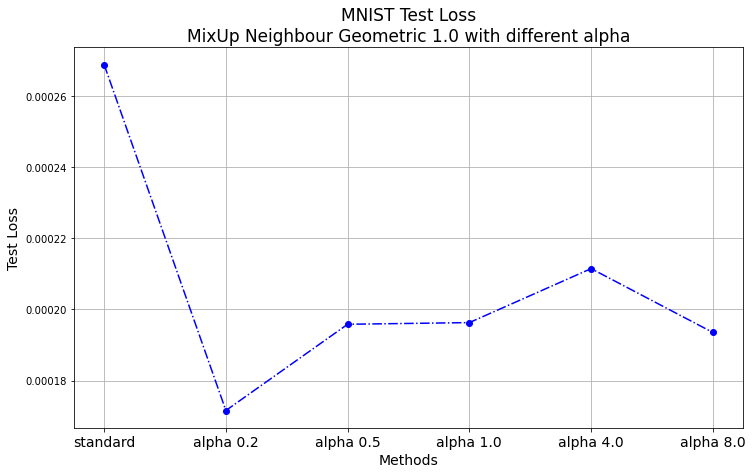 MNIST Test Loss
MixUp Neighbour Geometric 1.0 with different alpha
Test Loss
0.00026
0.00024
0.00022
0.00020
0.00018
standard
alpha 0.2
alpha 0.5
alpha 1.0
alpha 4.0
alpha 8.0
Methods